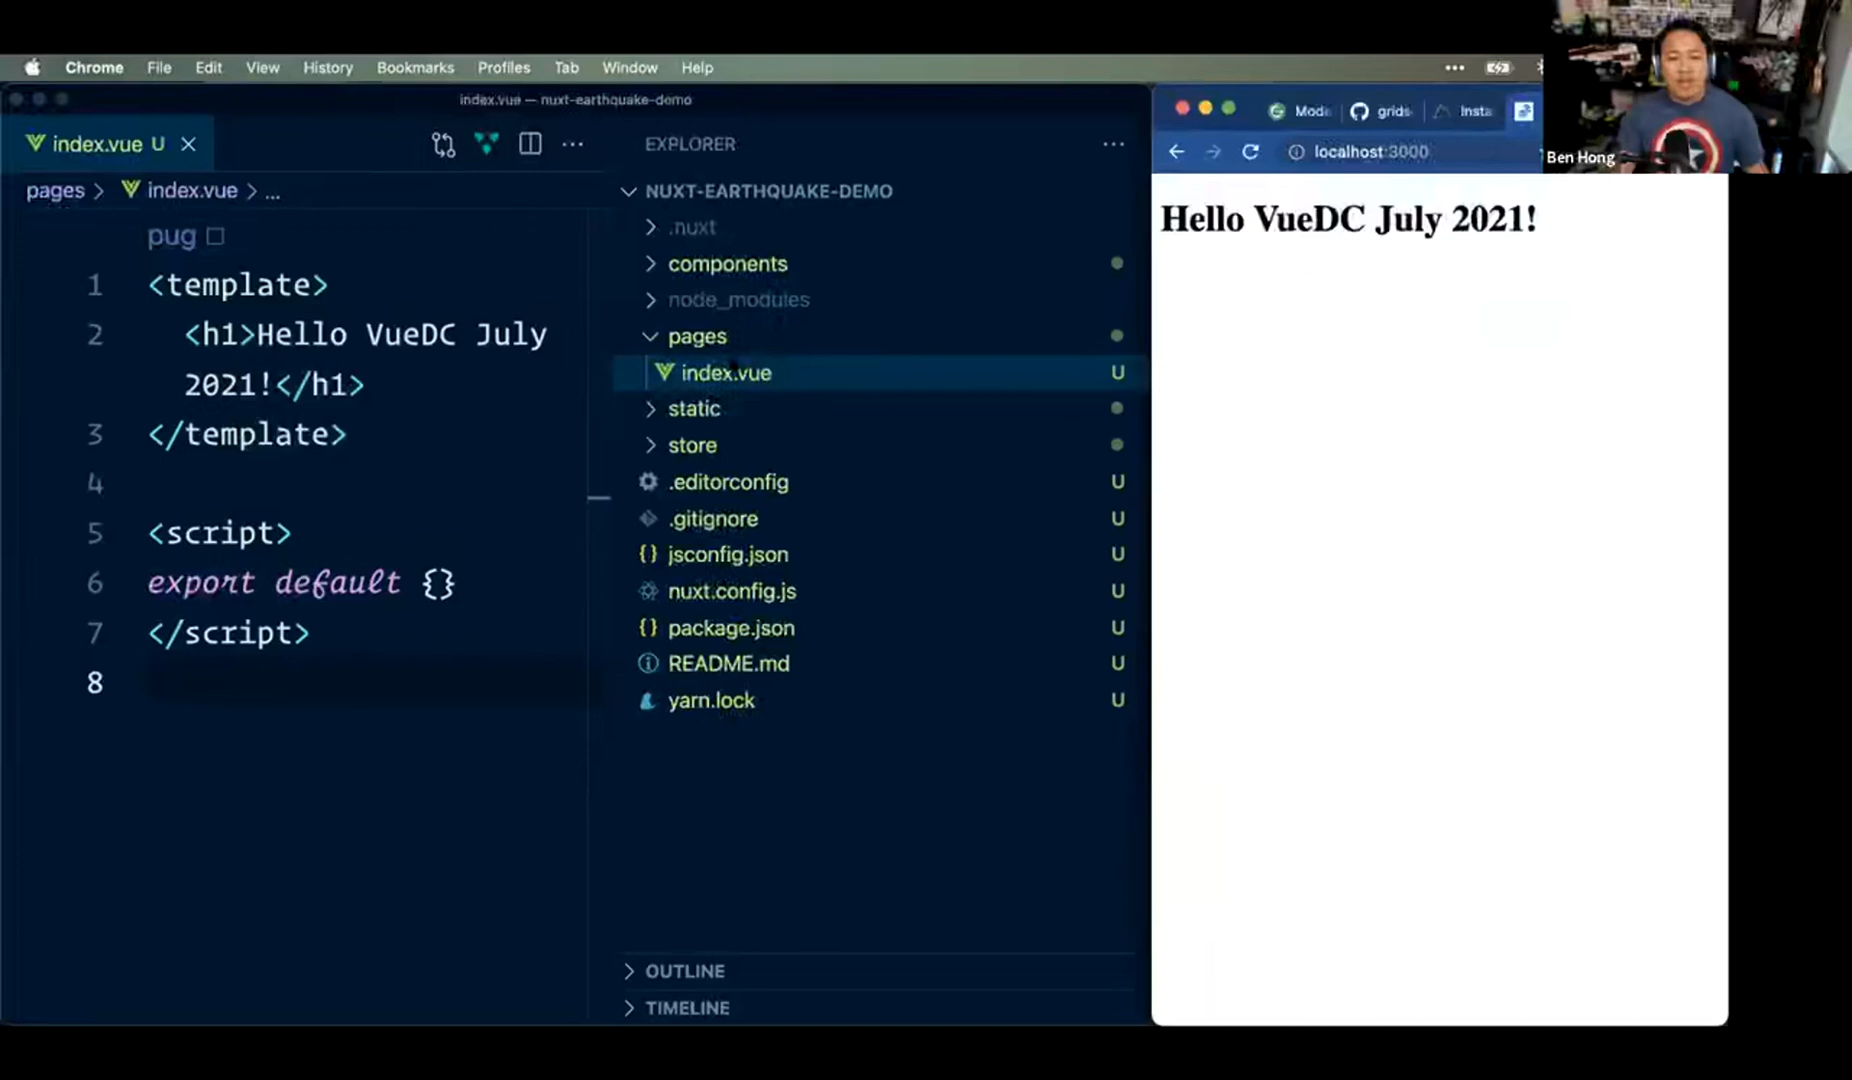 Chrome File Edit View History Bookmarks Profiles Tab Window Help
index.vue — nuxt-earthquake-demo
index.vue U
pages > index.vue > ...
pug
1 <template>
2 <h1>Hello VueDC July
2021!</h1>
3 </template>
4
5 <script>
6 export default {}
7 </script>
8
EXPLORER
NUXT-EARTHQUAKE-DEMO
.nuxt
components
node_modules
pages
index.vue U
static
store
.editorconfig U
.gitignore U
jsconfig.json U
nuxt.config.js U
package.json U
README.md U
yarn.lock U
OUTLINE
TIMELINE
Mode grids Insta
localhost:3000
Hello VueDC July 2021!
Ben Hong